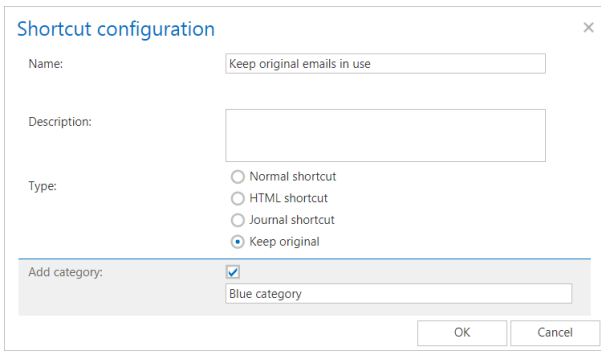 Shortcut configuration
Name: Keep original emails in use
Description:
Type:
Normal shortcut
HTML shortcut
Journal shortcut
Keep original
Add category:
Blue category
OK Cancel